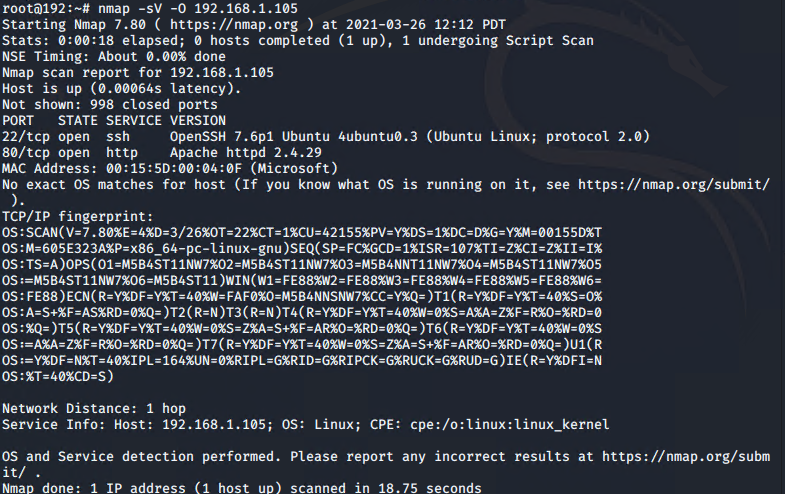 root@192:~# nmap -sV -O 192.168.1.105
Starting Nmap 7.80 ( https://nmap.org ) at 2021-03-26 12:12 PDT
Stats: 0:00:18 elapsed; 0 hosts completed (1 up), 1 undergoing Script Scan
NSE Timing: About 0.00% done
Nmap scan report for 192.168.1.105
Host is up (0.00064s latency).
Not shown: 998 closed ports
PORT   STATE SERVICE VERSION
22/tcp open  ssh     OpenSSH 7.6p1 Ubuntu 4ubuntu0.3 (Ubuntu Linux; protocol 2.0)
80/tcp open  http    Apache httpd 2.4.29
MAC Address: 00:15:5D:00:04:0F (Microsoft)
No exact OS matches for host (If you know what OS is running on it, see https://nmap.org/submit/
 ).
TCP/IP fingerprint:
OS:SCAN(V=7.80%E=4%D=3/26%OT=22%CT=1%CU=42155%PV=Y%DS=1%DC=D%G=Y%M=00155D%T
OS:M=605E323A%P=x86_64-pc-linux-gnu)SEQ(SP=FC%GCD=1%ISR=107%TI=Z%CI=Z%II=I%
OS:TS=A)OPS(O1=M5B4ST11NW7%O2=M5B4ST11NW7%O3=M5B4NNT11NW7%O4=M5B4ST11NW7%O5
OS:=M5B4ST11NW7%O6=M5B4ST11)WIN(W1=FE88%W2=FE88%W3=FE88%W4=FE88%W5=FE88%W6=
OS:FE88)ECN(R=Y%DF=Y%T=40%W=FAF0%O=M5B4NNSNW7%CC=Y%Q=)T1(R=Y%DF=Y%T=40%S=O%
OS:A=S+%F=AS%RD=0%Q=)T2(R=N)T3(R=N)T4(R=Y%DF=Y%T=40%W=0%S=A%A=Z%F=R%O=%RD=0
OS:%Q=)T5(R=Y%DF=Y%T=40%W=0%S=Z%A=S+%F=AR%O=%RD=0%Q=)T6(R=Y%DF=Y%T=40%W=0%S
OS:=A%A=Z%F=R%O=%RD=0%Q=)T7(R=Y%DF=Y%T=40%W=0%S=Z%A=S+%F=AR%O=%RD=0%Q=)U1(R
OS:=Y%DF=N%T=40%IPL=164%UN=0%RIPL=G%RID=G%RIPCK=G%RUCK=G%RUD=G)IE(R=Y%DFI=N
OS:%T=40%CD=S)

Network Distance: 1 hop
Service Info: Host: 192.168.1.105; OS: Linux; CPE: cpe:/o:linux:linux_kernel

OS and Service detection performed. Please report any incorrect results at https://nmap.org/subm
it/ .
Nmap done: 1 IP address (1 host up) scanned in 18.75 seconds